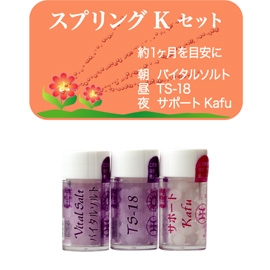 スプリング K セット
約1ヶ月を目安に
朝 バイタルソルト
昼 TS-18
夜 サポート Kafu
Vital Salt
バイタルソルト
TS-18
サポート
Kafu